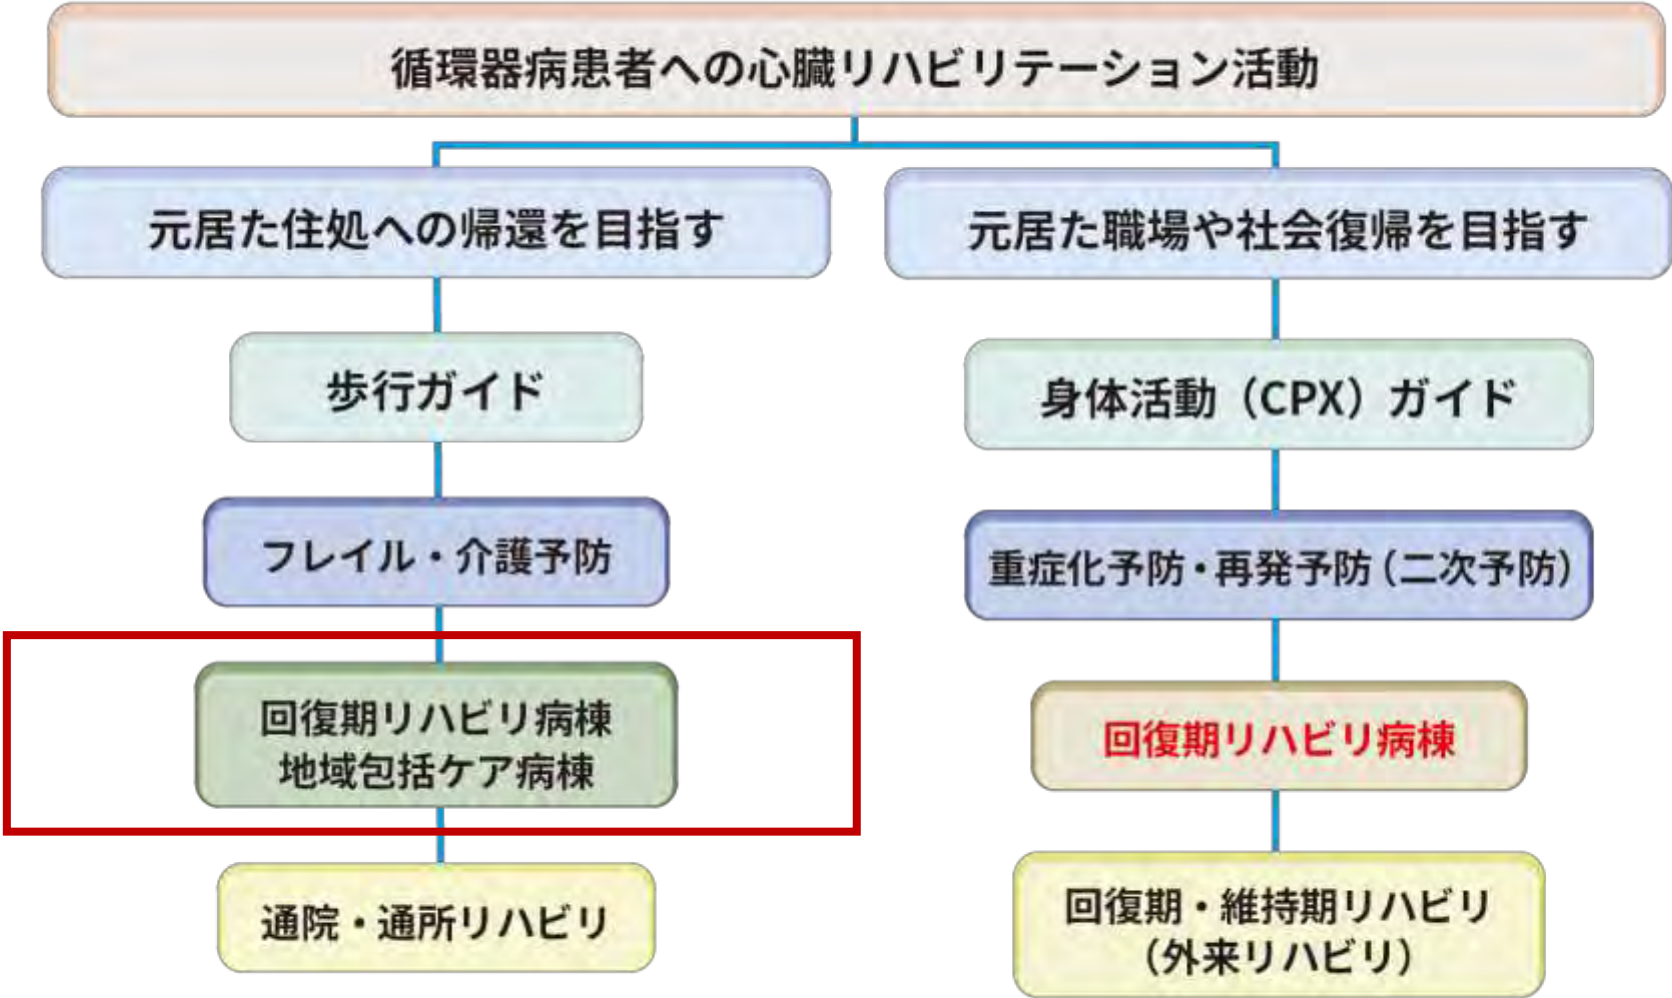 循環器病患者への心臓リハビリテーション活動
元居た住処への帰還を目指す
歩行ガイド
フレイル・介護予防
回復期リハビリ病棟
地域包括ケア病棟
通院・通所リハビリ
元居た職場や社会復帰を目指す
身体活動（CPX）ガイド
重症化予防・再発予防（二次予防）
回復期リハビリ病棟
回復期・維持期リハビリ
（外来リハビリ）